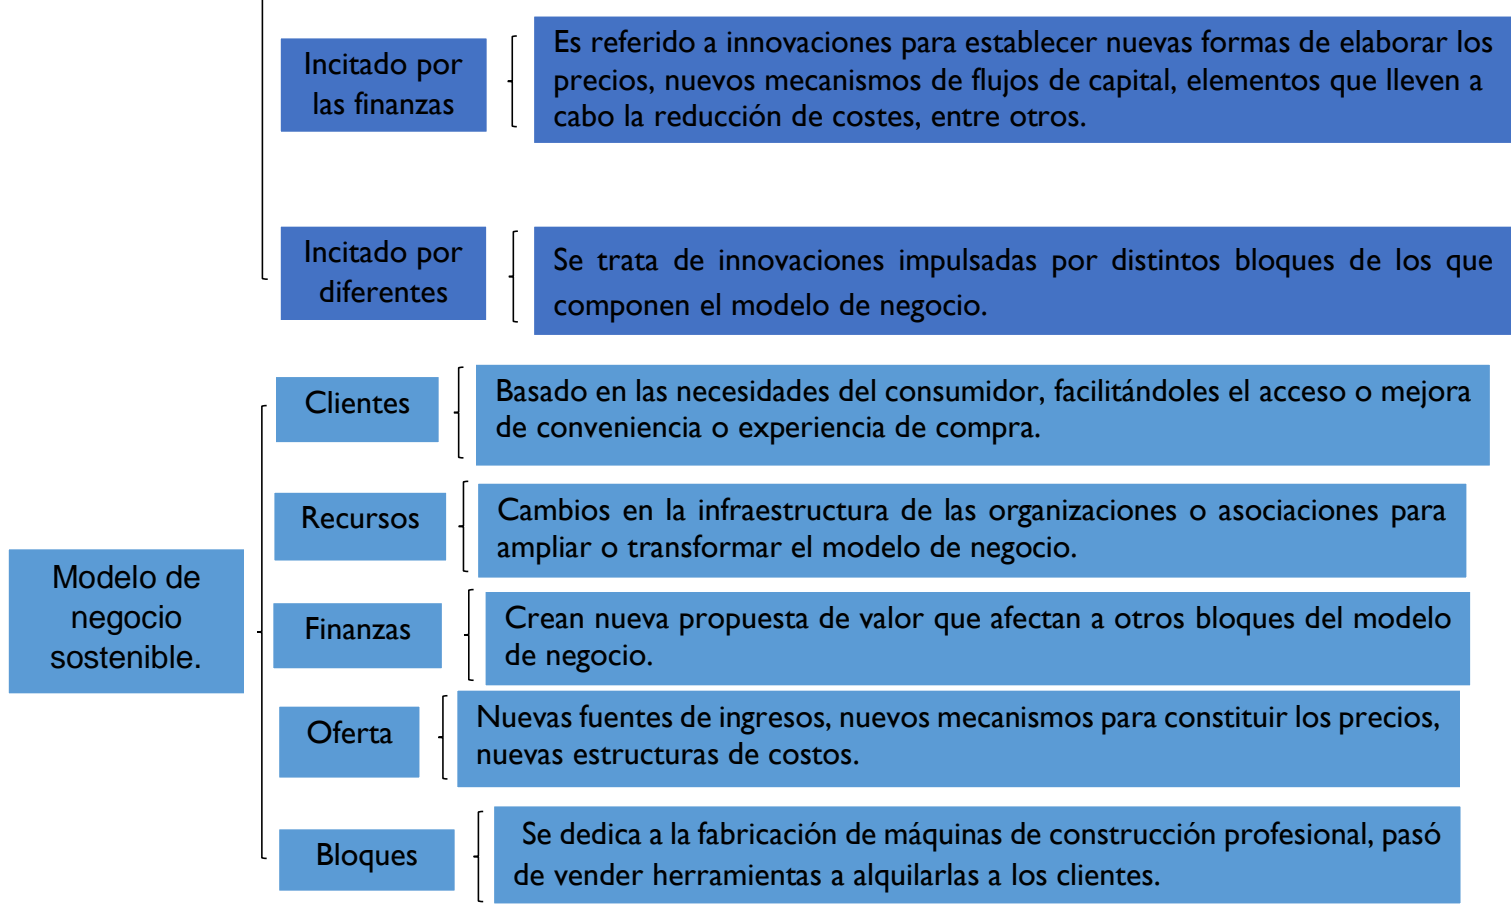 Incitado por
las finanzas
Es referido a innovaciones para establecer nuevas formas de elaborar los
precios, nuevos mecanismos de flujos de capital, elementos que lleven a
cabo la reducción de costes, entre otros.
Incitado por
diferentes
Se trata de innovaciones impulsadas por distintos bloques de los que
componen el modelo de negocio.
Modelo de
negocio
sostenible.
Clientes
Basado en las necesidades del consumidor, facilitándoles el acceso o mejora
de conveniencia o experiencia de compra.
Recursos
Cambios en la infraestructura de las organizaciones o asociaciones para
ampliar o transformar el modelo de negocio.
Finanzas
Crean nueva propuesta de valor que afectan a otros bloques del modelo
de negocio.
Oferta
Nuevas fuentes de ingresos, nuevos mecanismos para constituir los precios,
nuevas estructuras de costos.
Bloques
Se dedica a la fabricación de máquinas de construcción profesional, pasó
de vender herramientas a alquilarlas a los clientes.